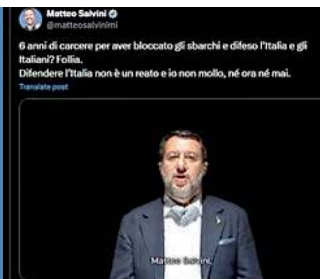 Matteo Salvini
@matteosalvinimi
6 anni di carcere per aver bloccato gli sbarchi e difeso l'Italia e gli
Italiani? Follia.
Difendere l'Italia non è un reato e io non mollo, né ora né mai.
Translate post
Matteo Salvini,